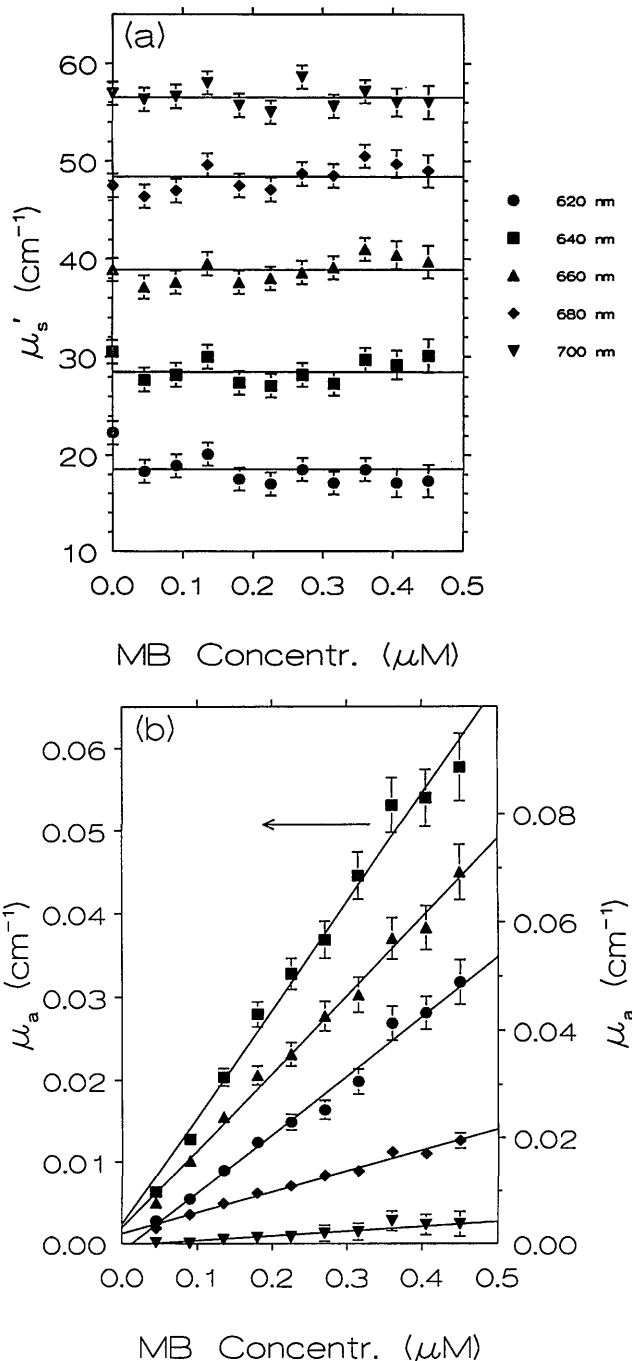 (a)
60
50
40
30
20
10
μs' (cm⁻¹)
0.0 0.1 0.2 0.3 0.4 0.5
MB Concentr. (μM)
620 nm
640 nm
660 nm
680 nm
700 nm
(b)
0.06
0.05
0.04
0.03
0.02
0.01
0.00
μa (cm⁻¹)
0.08
0.06
0.04
0.02
0.00
μa (cm⁻¹)
0.0 0.1 0.2 0.3 0.4 0.5
MB Concentr. (μM)